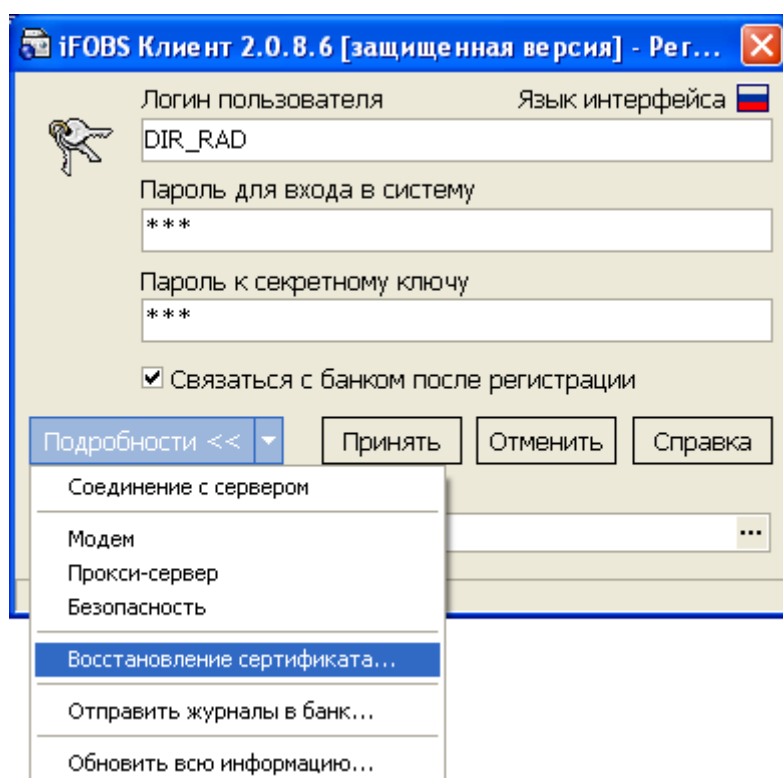 iFOBS Клиент 2.0.8.6 [защищенная версия] - Рег...
Логин пользователя Язык интерфейса
DIR_RAD
Пароль для входа в систему
***
Пароль к секретному ключу
***
Связаться с банком после регистрации
Подробности << Принять Отменить Справка
Соединение с сервером
...
Модем
Прокси-сервер
Безопасность
Восстановление сертификата...
Отправить журналы в банк...
Обновить всю информацию...